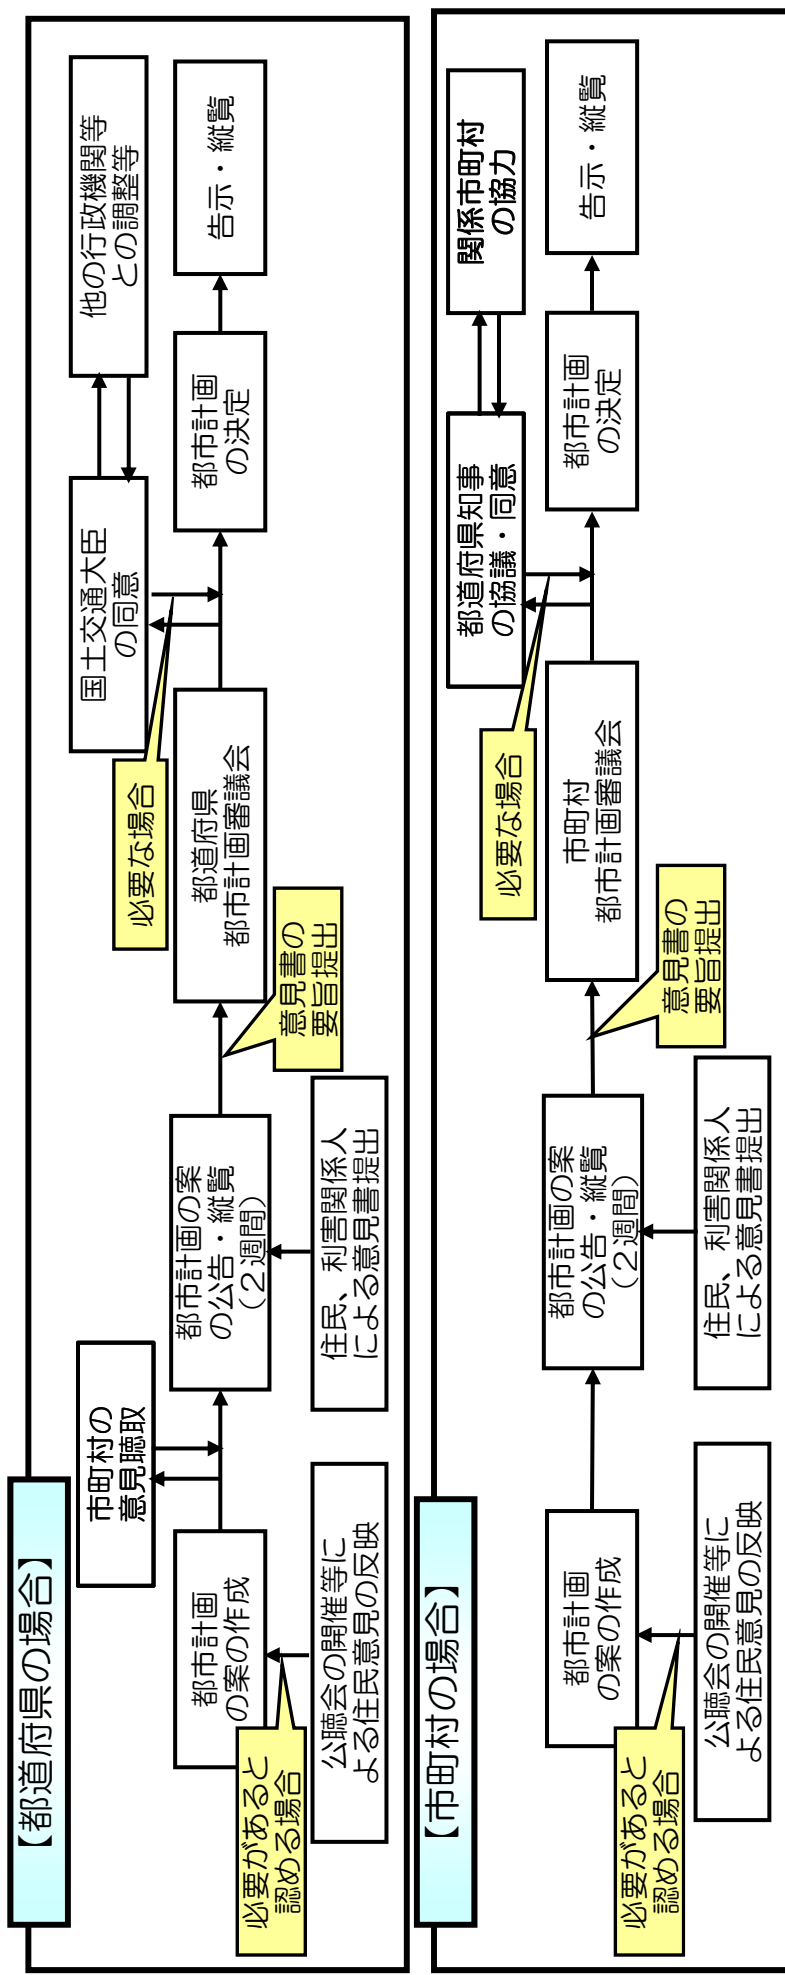 【都道府県の場合】
市町村の
意見聴取
国土交通大臣
の同意
他の行政機関等
との調整等
必要な場合
都市計画
の案の作成
都市計画の案
の公告・縦覧
（２週間）
都道府県
都市計画審議会
都市計画
の決定
告示・縦覧
必要があると
認める場合
意見書の
要旨提出
公聴会の開催等に
よる住民意見の反映
住民、利害関係人
による意見書提出
【市町村の場合】
都道府県知事
の協議・同意
関係市町村
の協力
必要な場合
都市計画
の案の作成
都市計画の案
の公告・縦覧
（２週間）
市町村
都市計画審議会
都市計画
の決定
告示・縦覧
必要があると
認める場合
意見書の
要旨提出
公聴会の開催等に
よる住民意見の反映
住民、利害関係人
による意見書提出